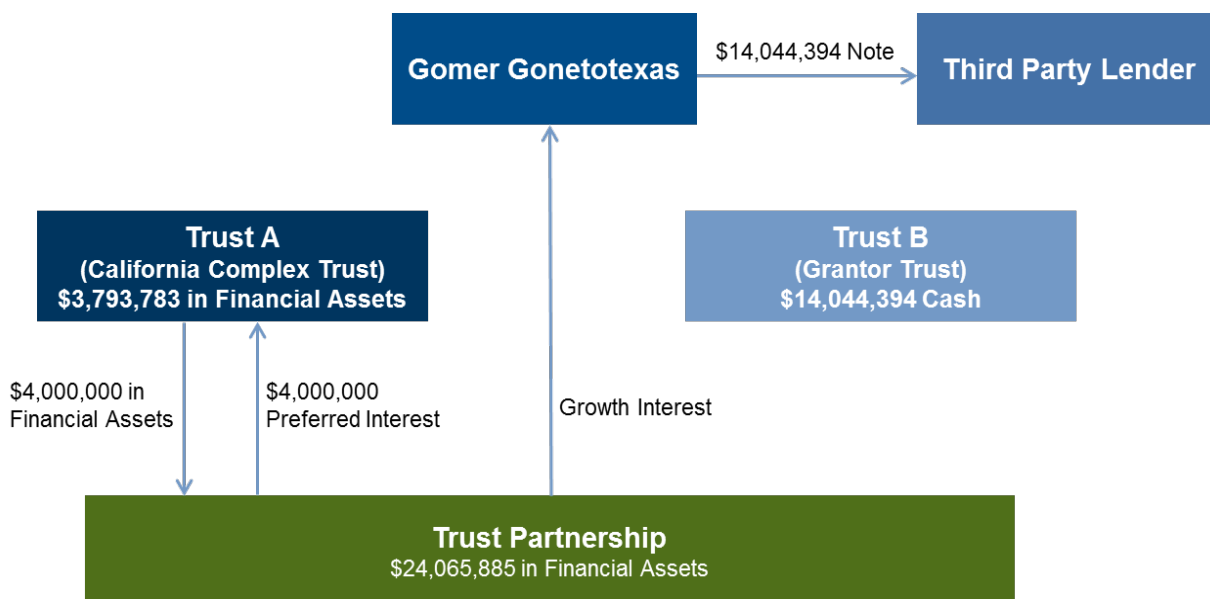 Gomer Gonetotexas
$14,044,394 Note
Third Party Lender
Trust A
(California Complex Trust)
$3,793,783 in Financial Assets
Trust B
(Grantor Trust)
$14,044,394 Cash
$4,000,000 in
Financial Assets
$4,000,000
Preferred Interest
Growth Interest
Trust Partnership
$24,065,885 in Financial Assets